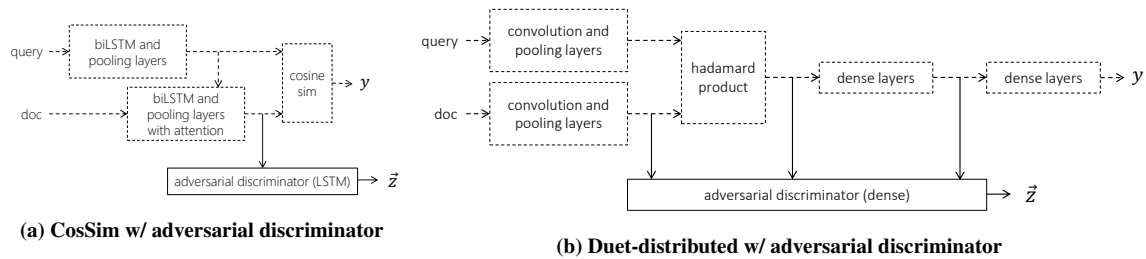 query
biLSTM and
pooling layers
doc
biLSTM and
pooling layers
with attention
cosine
sim
y
adversarial discriminator (LSTM)
z⃗
(a) CosSim w/ adversarial discriminator
query
convolution and
pooling layers
doc
convolution and
pooling layers
hadamard
product
dense layers
dense layers
y
adversarial discriminator (dense)
z⃗
(b) Duet-distributed w/ adversarial discriminator